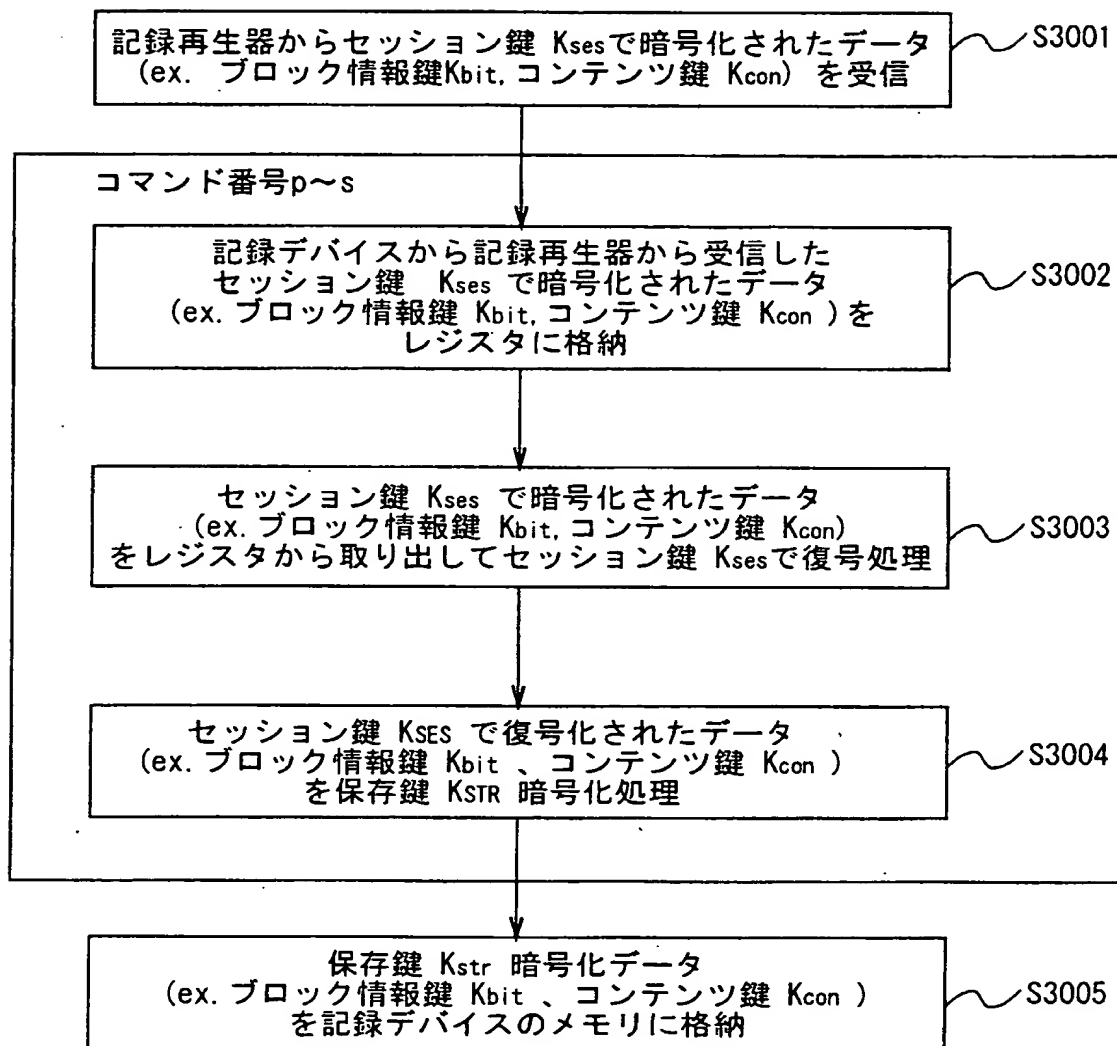 記録再生器からセッション鍵 Ksesで暗号化されたデータ
(ex. ブロック情報鍵Kbit,コンテンツ鍵 Kcon) を受信
S3001
コマンド番号p～s
記録デバイスから記録再生器から受信した
セッション鍵 Kses で暗号化されたデータ
(ex.ブロック情報鍵 Kbit,コンテンツ鍵 Kcon )を
レジスタに格納
S3002
セッション鍵 Kses で暗号化されたデータ
(ex.ブロック情報鍵 Kbit,コンテンツ鍵 Kcon)
をレジスタから取り出してセッション鍵 Ksesで復号処理
S3003
セッション鍵 KSES で復号化されたデータ
(ex.ブロック情報鍵 Kbit 、コンテンツ鍵 Kcon )
を保存鍵 KSTR 暗号化処理
S3004
保存鍵 Kstr 暗号化データ
(ex.ブロック情報鍵 Kbit 、コンテンツ鍵 Kcon )
を記録デバイスのメモリに格納
S3005